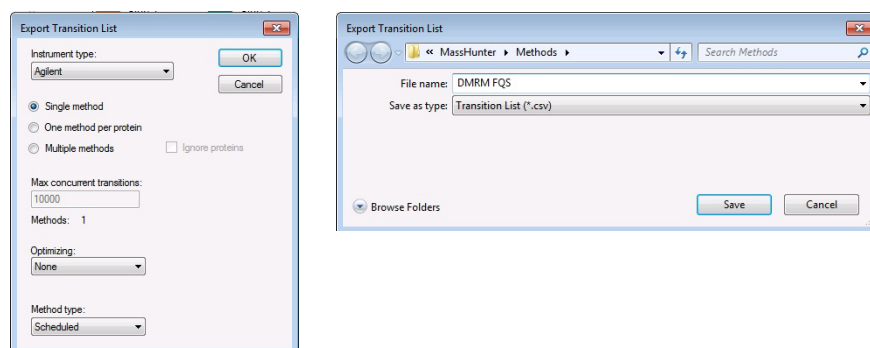 Export Transition List
Instrument type:
Agilent
OK
Cancel
Single method
One method per protein
Multiple methods
Ignore proteins
Max concurrent transitions:
10000
Methods: 1
Optimizing:
None
Method type:
Scheduled
Export Transition List
« MassHunter Methods
Search Methods
File name: DMRM FQS
Save as type: Transition List (*.csv)
Browse Folders
Save
Cancel